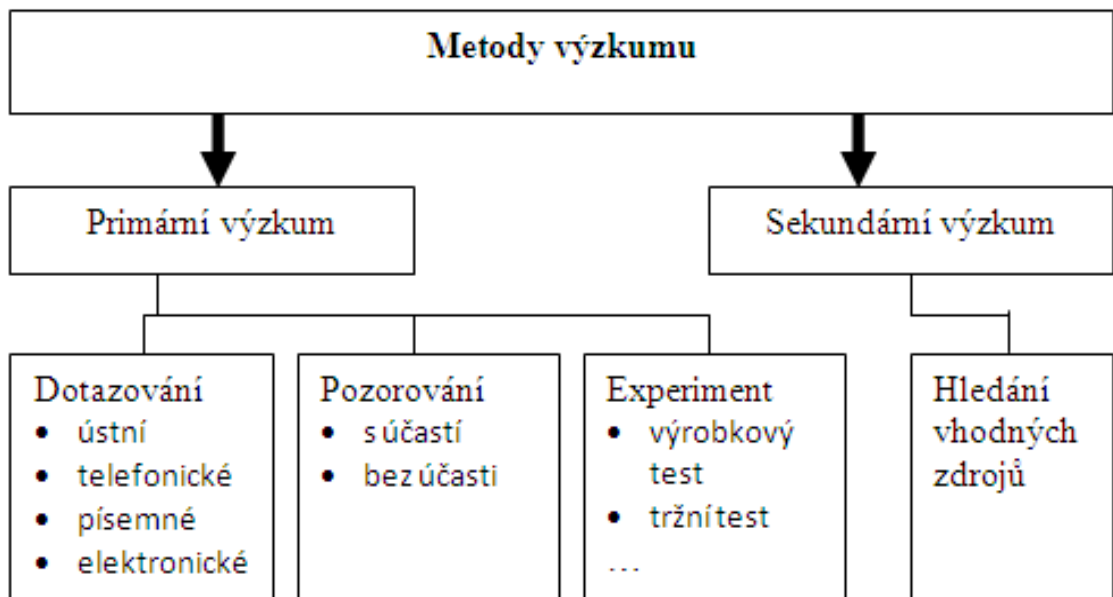 Metody výzkumu
Primární výzkum
Sekundární výzkum
Dotazování
• ústní
• telefonické
• písemné
• elektronické
Pozorování
• s účastí
• bez účasti
Experiment
• výrobkový
test
• tržní test
…
Hledání
vhodných
zdrojů